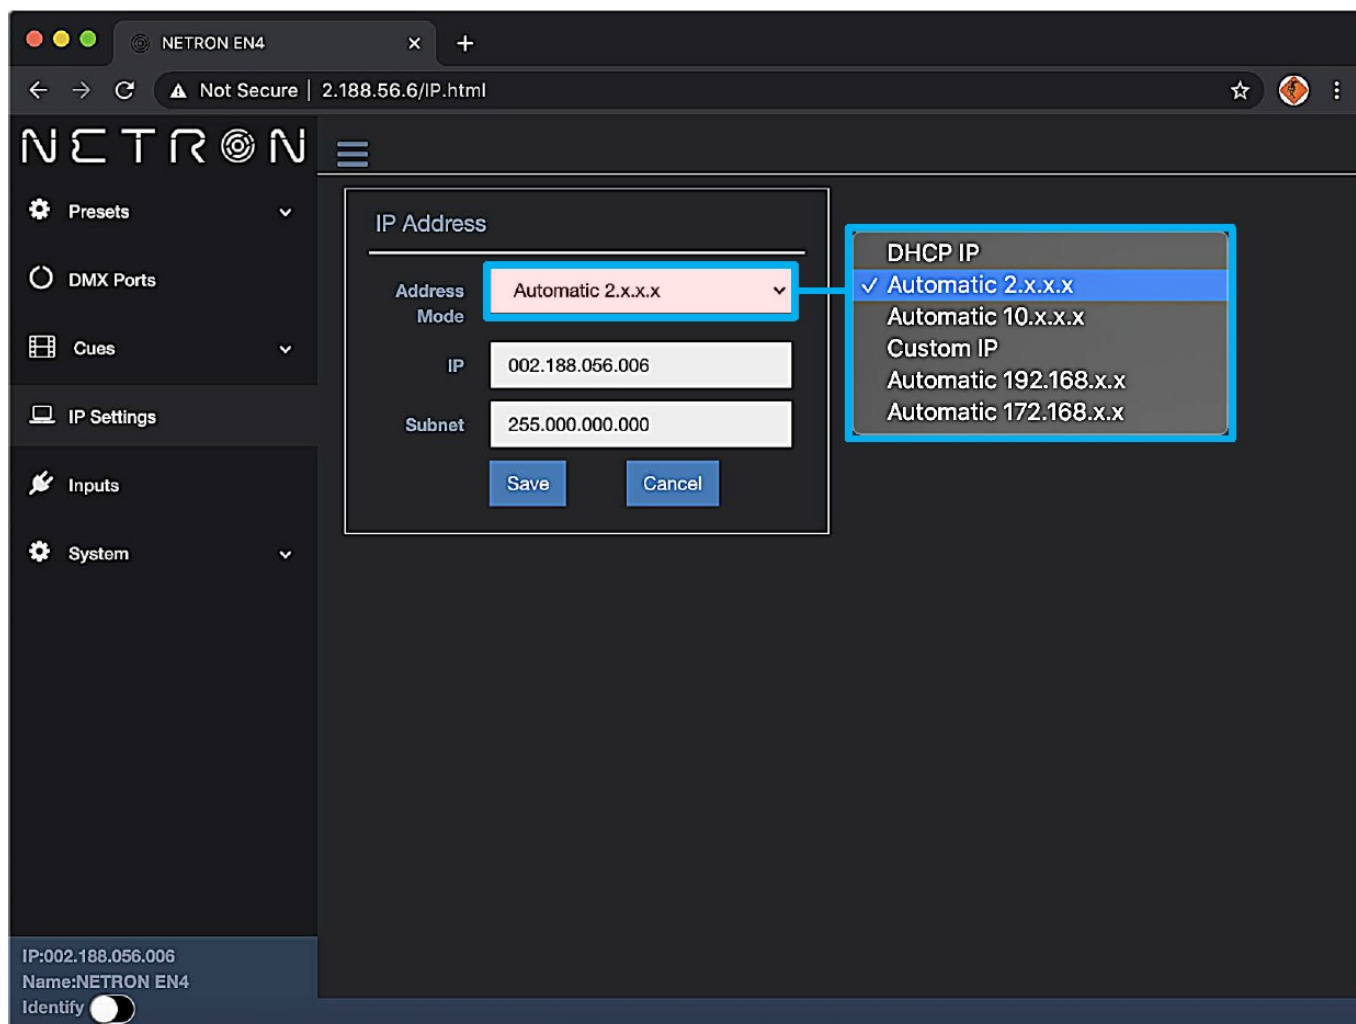 NETRON EN4
Not Secure | 2.188.56.6/IP.html
NETRON
Presets
DMX Ports
Cues
IP Settings
Inputs
System
IP Address
Address Mode
Automatic 2.x.x.x
IP
002.188.056.006
Subnet
255.000.000.000
Save
Cancel
DHCP IP
Automatic 2.x.x.x
Automatic 10.x.x.x
Custom IP
Automatic 192.168.x.x
Automatic 172.168.x.x
IP:002.188.056.006
Name:NETRON EN4
Identify